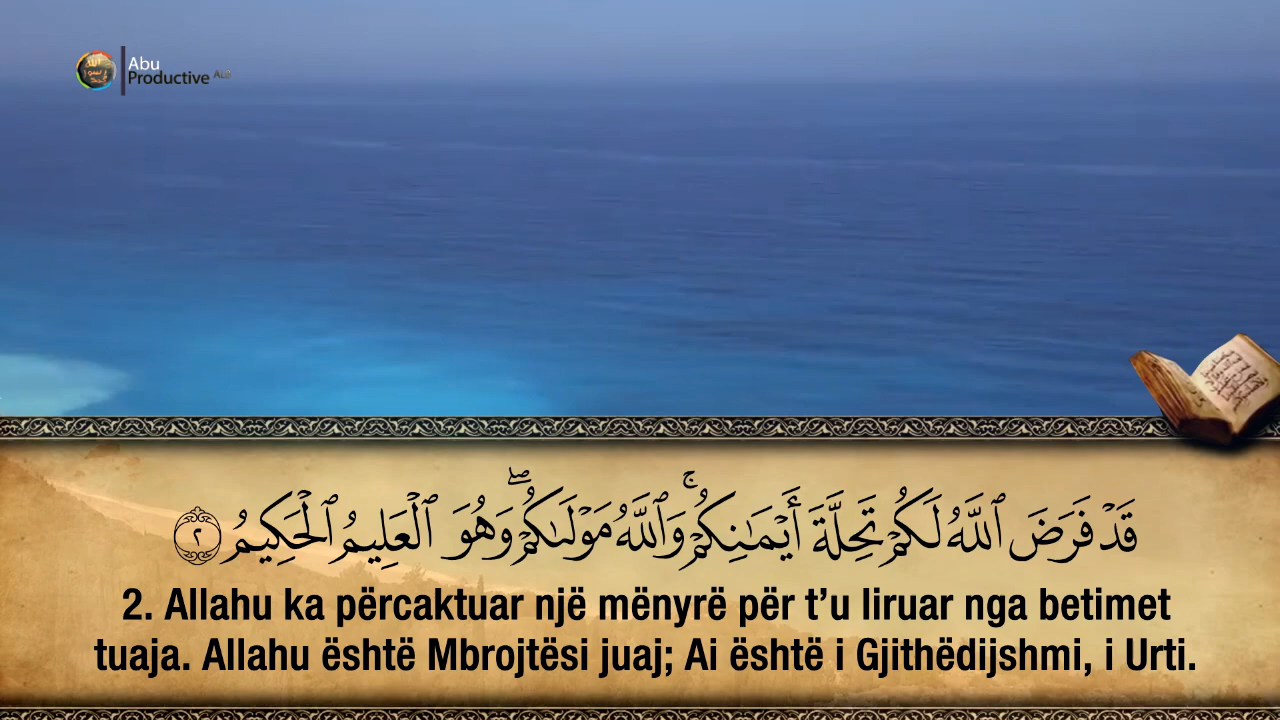 Abu
Productive ALB
قَدْ فَرَضَ ٱللَّهُ لَكُمْ تَحِلَّةَ أَيْمَـٰنِكُمْ ۚ وَٱللَّهُ مَوْلَىٰكُمْ ۖ وَهُوَ ٱلْعَلِيمُ ٱلْحَكِيمُ ٢
2. Allahu ka përcaktuar një mënyrë për t’u liruar nga betimet
tuaja. Allahu është Mbrojtësi juaj; Ai është i Gjithëdijshmi, i Urti.